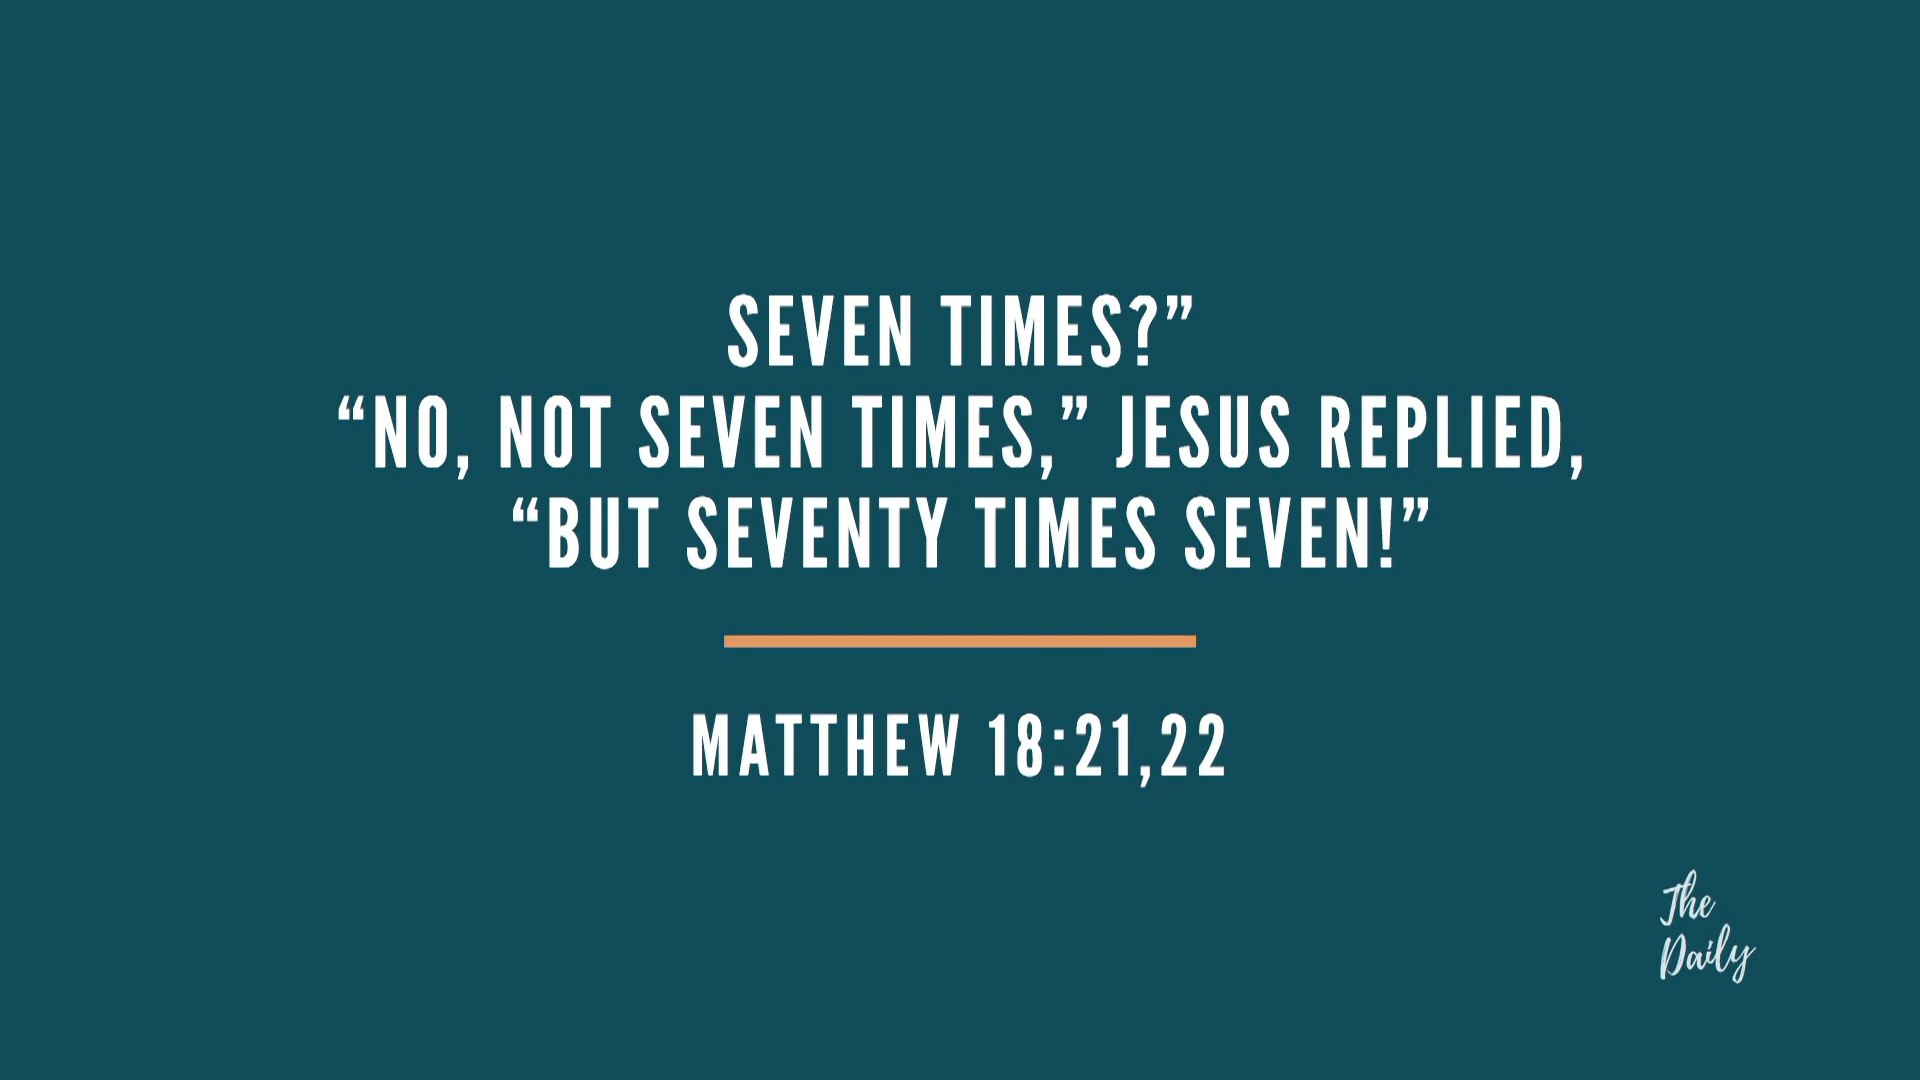 SEVEN TIMES?”
“NO, NOT SEVEN TIMES,” JESUS REPLIED,
“BUT SEVENTY TIMES SEVEN!”
MATTHEW 18:21,22
The
Daily